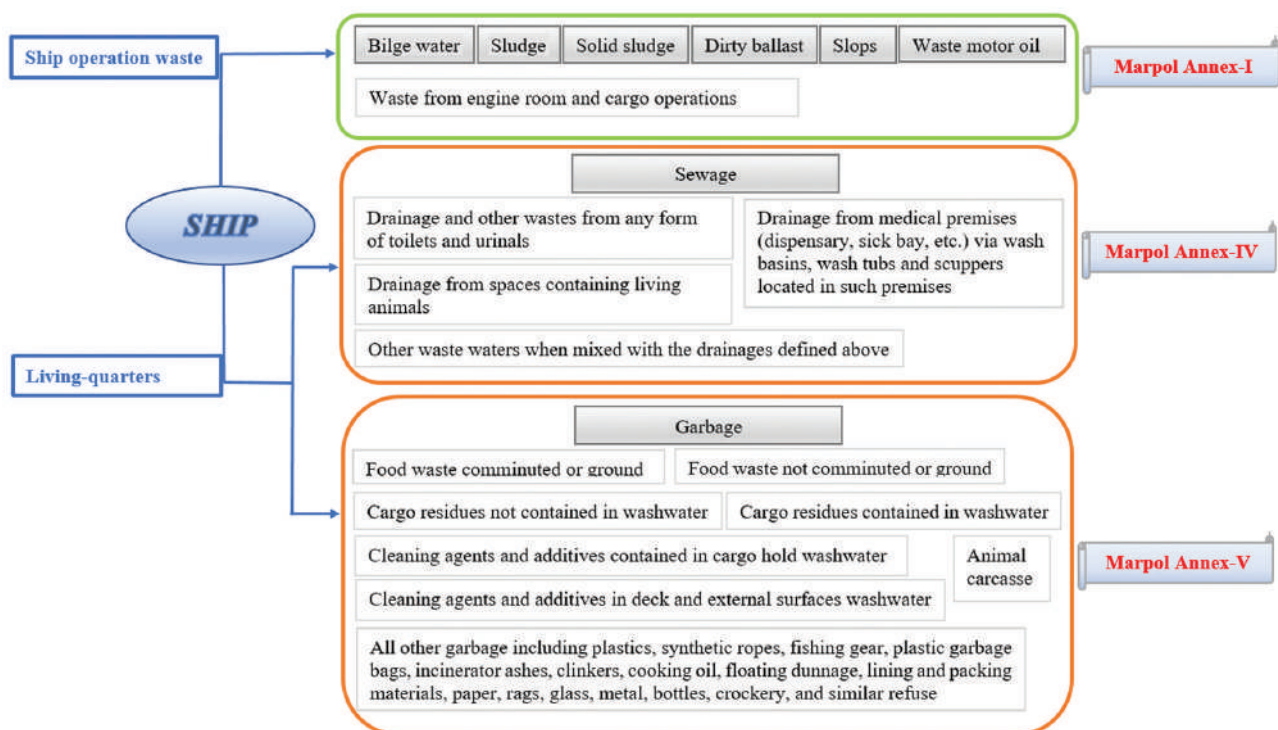 Ship operation waste
Bilge water
Sludge
Solid sludge
Dirty ballast
Slops
Waste motor oil
Waste from engine room and cargo operations
Marpol Annex-I
SHIP
Sewage
Drainage and other wastes from any form
of toilets and urinals
Drainage from medical premises
(dispensary, sick bay, etc.) via wash
basins, wash tubs and scuppers
located in such premises
Drainage from spaces containing living
animals
Other waste waters when mixed with the drainages defined above
Marpol Annex-IV
Living-quarters
Garbage
Food waste comminuted or ground
Food waste not comminuted or ground
Cargo residues not contained in washwater
Cargo residues contained in washwater
Cleaning agents and additives contained in cargo hold washwater
Animal
carcasse
Cleaning agents and additives in deck and external surfaces washwater
All other garbage including plastics, synthetic ropes, fishing gear, plastic garbage
bags, incinerator ashes, clinkers, cooking oil, floating dunnage, lining and packing
materials, paper, rags, glass, metal, bottles, crockery, and similar refuse
Marpol Annex-V